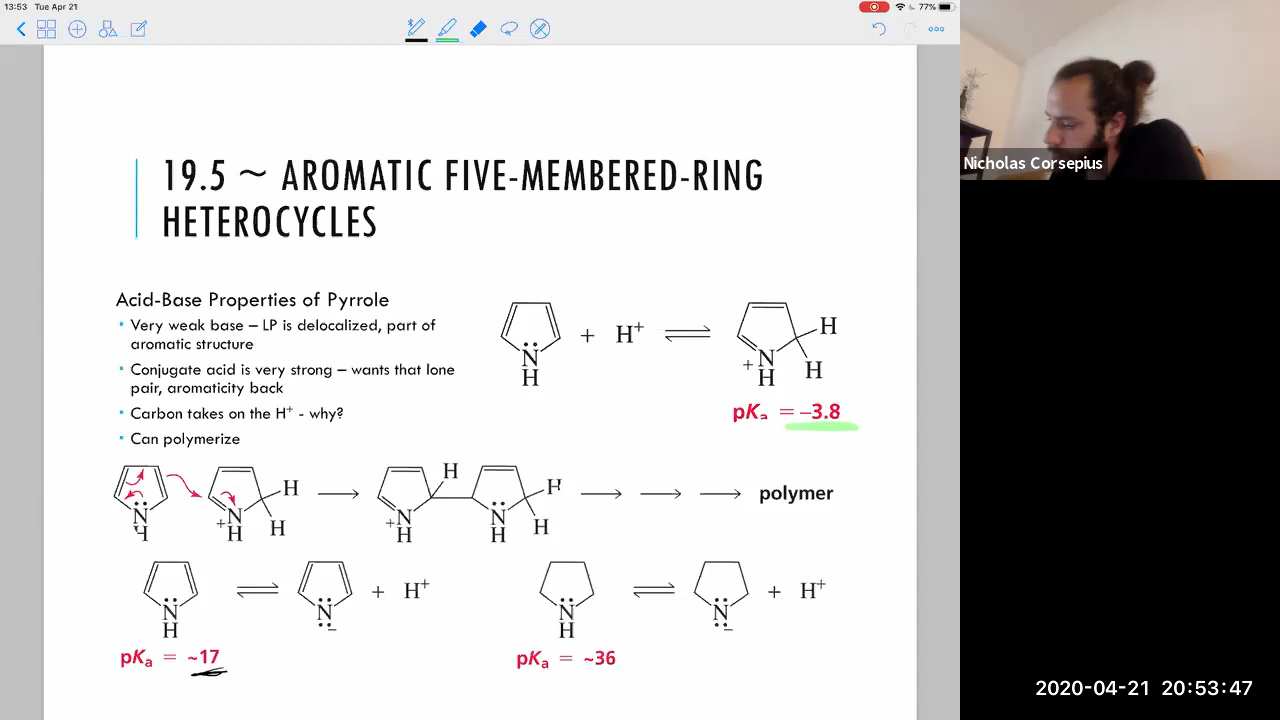 13:53 Tue Apr 21
77%
Nicholas Corsepius
19.5 ~ AROMATIC FIVE-MEMBERED-RING
HETEROCYCLES
Acid-Base Properties of Pyrrole
• Very weak base – LP is delocalized, part of
aromatic structure
• Conjugate acid is very strong – wants that lone
pair, aromaticity back
• Carbon takes on the H⁺ - why?
• Can polymerize
N
H
+ H⁺
+
N
H
H
H
pKₐ = –3.8
N
H
+
N
H
H
H
+
N
H
H
N
H
H
H
polymer
N
H
N
–
+ H⁺
N
H
N
–
+ H⁺
pKₐ = ~17
pKₐ = ~36
2020-04-21 20:53:47